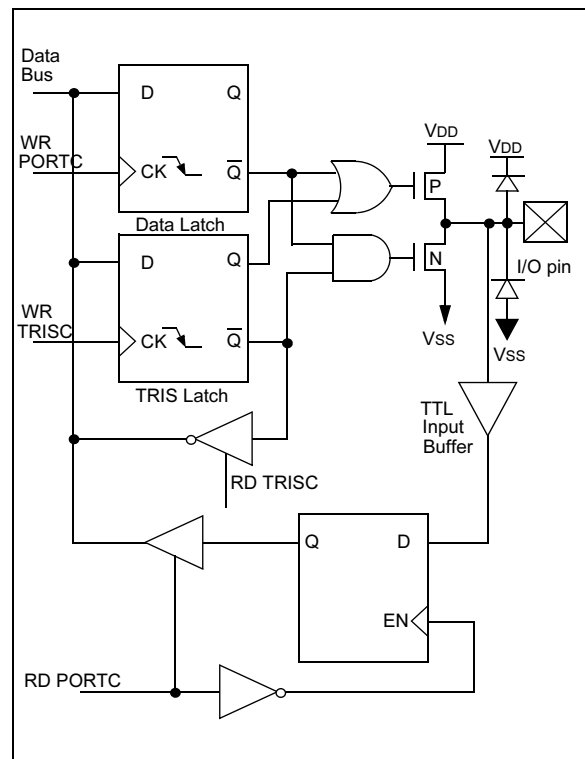 Data
Bus
D
Q
WR
PORTC
CK
Q
Data Latch
VDD
P
VDD
N
I/O pin
VSS
VSS
D
Q
WR
TRISC
CK
Q
TRIS Latch
TTL
Input
Buffer
RD TRISC
Q
D
EN
RD PORTC